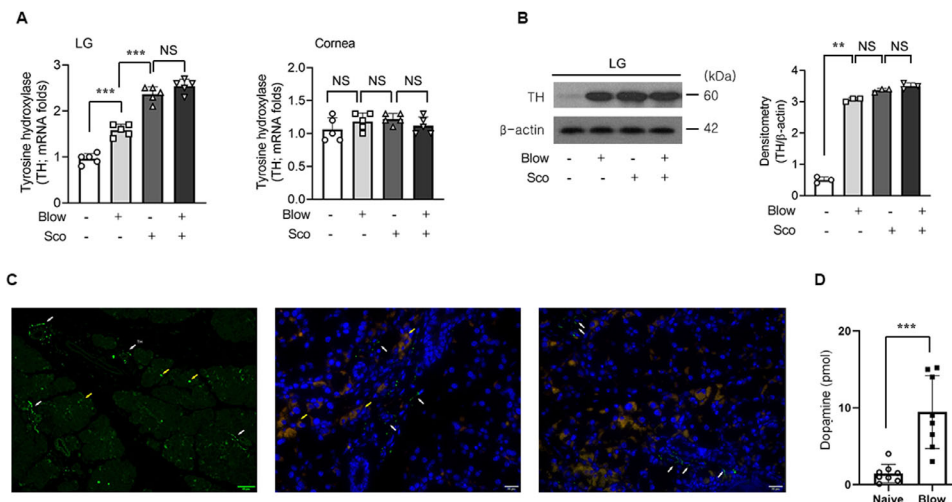 A
LG
***
***
NS
Tyrosine hydroxylase
(TH; mRNA folds)
3
2
1
0
Blow - + - +
Sco - - + +
Cornea
NS
NS
NS
Tyrosine hydroxylase
(TH; mRNA folds)
2.0
1.5
1.0
0.5
0.0
Blow - + - +
Sco - - + +
B
LG
(kDa)
TH
60
β-actin
42
Blow - + - +
Sco - - + +
** NS NS
Densitometry
(TH/β-actin)
4
3
2
1
0
Blow - + - +
Sco - - + +
C
D
***
Dopamine (pmol)
20
10
0
Naive Blow